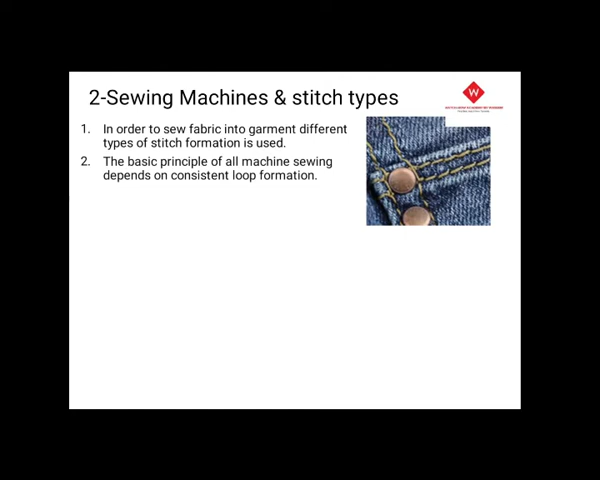 2-Sewing Machines & stitch types
W
1. In order to sew fabric into garment different
types of stitch formation is used.
2. The basic principle of all machine sewing
depends on consistent loop formation.